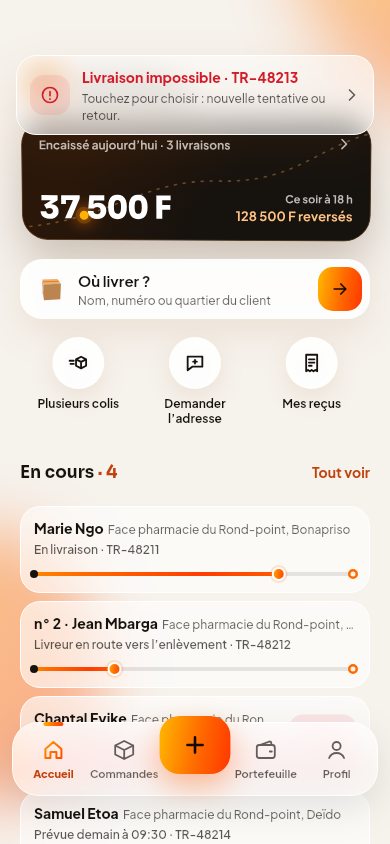 Livraison impossible · TR-48213
Touchez pour choisir : nouvelle tentative ou
retour.
Encaissé aujourd'hui · 3 livraisons
37 500 F
Ce soir à 18 h
128 500 F reversés
Où livrer ?
Nom, numéro ou quartier du client
Plusieurs colis
Demander
l'adresse
Mes reçus
En cours · 4
Tout voir
Marie Ngo Face pharmacie du Rond-point, Bonapriso
En livraison · TR-48211
n° 2 · Jean Mbarga Face pharmacie du Rond-point, ...
Livreur en route vers l'enlèvement · TR-48212
Chantal Evike Face pharmacie du Ron
Accueil
Commandes
Portefeuille
Profil
Samuel Etoa Face pharmacie du Rond-point, Deïdo
Prévue demain à 09:30 · TR-48214